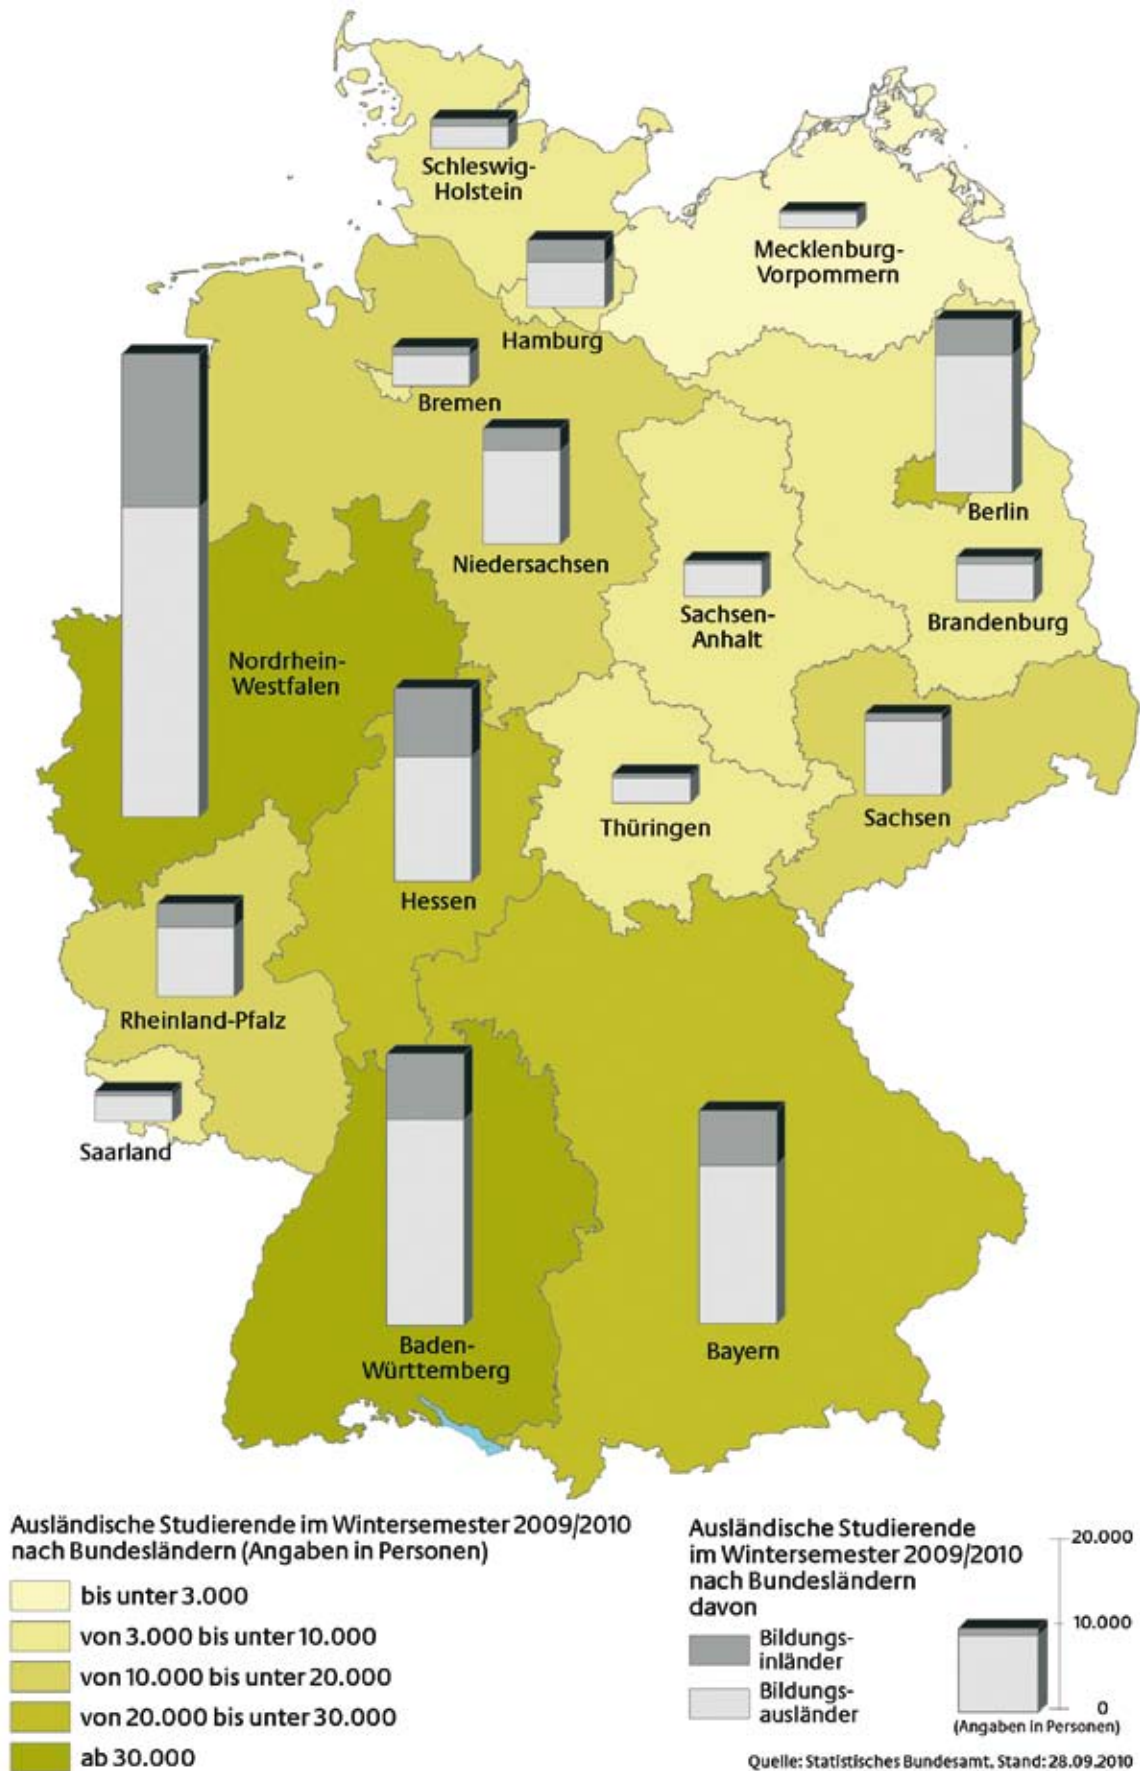 Schleswig-
Holstein
Mecklenburg-
Vorpommern
Hamburg
Bremen
Berlin
Niedersachsen
Sachsen-
Anhalt
Brandenburg
Nordrhein-
Westfalen
Thüringen
Sachsen
Hessen
Rheinland-Pfalz
Saarland
Baden-
Württemberg
Bayern
Ausländische Studierende im Wintersemester 2009/2010
nach Bundesländern (Angaben in Personen)
bis unter 3.000
von 3.000 bis unter 10.000
von 10.000 bis unter 20.000
von 20.000 bis unter 30.000
ab 30.000
Ausländische Studierende
im Wintersemester 2009/2010
nach Bundesländern
davon
Bildungs-
inländer
Bildungs-
ausländer
20.000
10.000
0
(Angaben in Personen)
Quelle: Statistisches Bundesamt, Stand: 28.09.2010